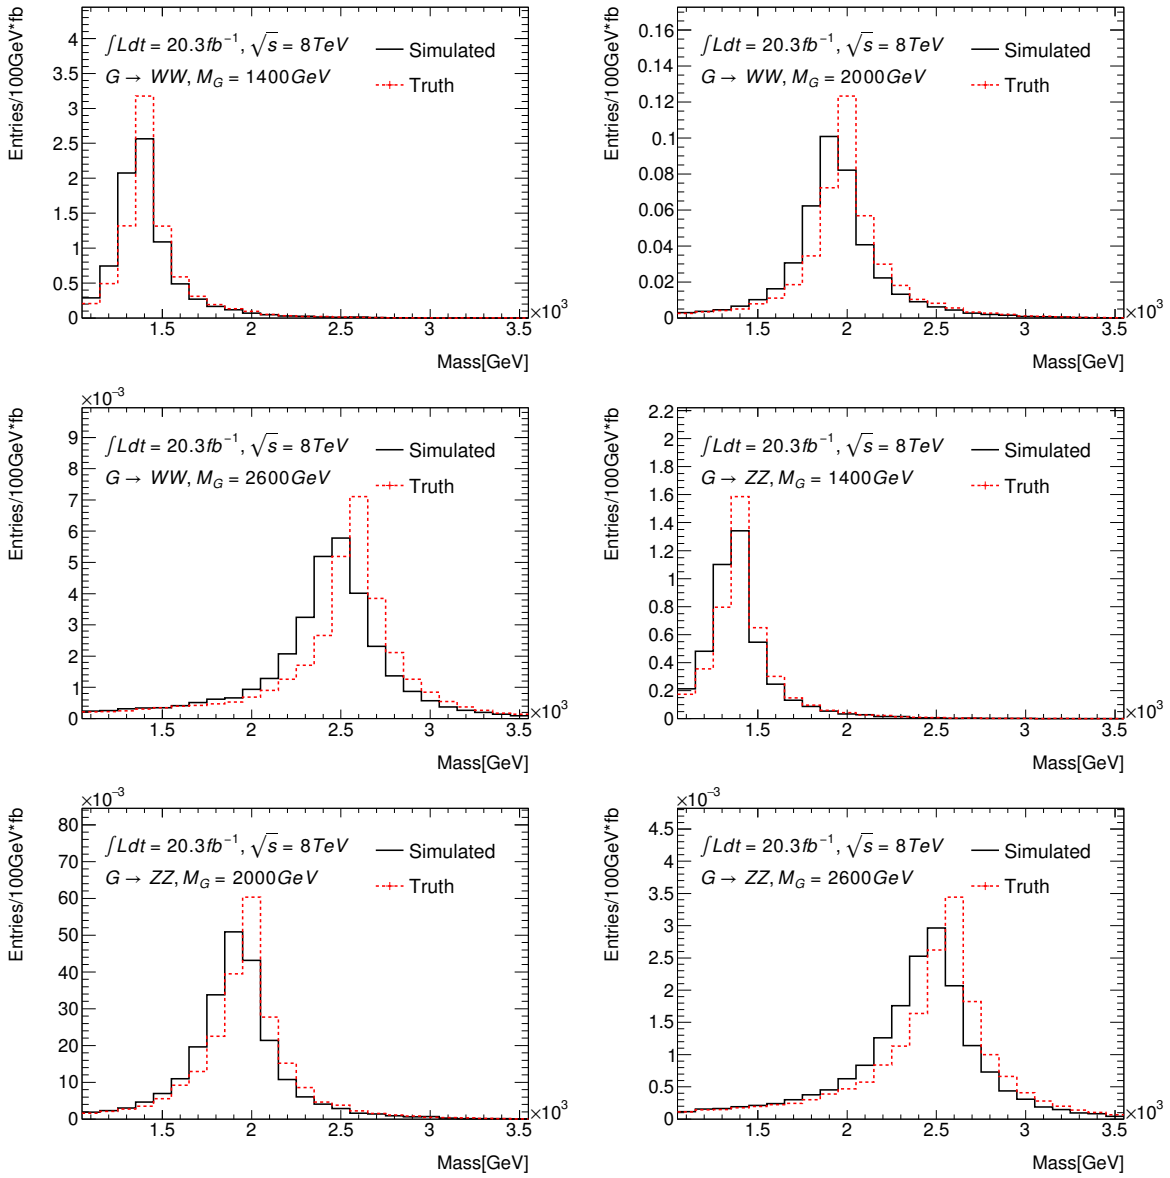 Entries/100GeV*fb
∫Ldt = 20.3fb⁻¹, √s = 8TeV
G → WW, M_G = 1400GeV
Simulated
Truth
4
3.5
3
2.5
2
1.5
1
0.5
0
1.5 2 2.5 3 3.5
×10³
Mass[GeV]
Entries/100GeV*fb
∫Ldt = 20.3fb⁻¹, √s = 8TeV
G → WW, M_G = 2000GeV
Simulated
Truth
0.16
0.14
0.12
0.1
0.08
0.06
0.04
0.02
0
1.5 2 2.5 3 3.5
×10³
Mass[GeV]
×10⁻³
Entries/100GeV*fb
∫Ldt = 20.3fb⁻¹, √s = 8TeV
G → WW, M_G = 2600GeV
Simulated
Truth
9
8
7
6
5
4
3
2
1
0
1.5 2 2.5 3 3.5
×10³
Mass[GeV]
Entries/100GeV*fb
∫Ldt = 20.3fb⁻¹, √s = 8TeV
G → ZZ, M_G = 1400GeV
Simulated
Truth
2.2
2
1.8
1.6
1.4
1.2
1
0.8
0.6
0.4
0.2
0
1.5 2 2.5 3 3.5
×10³
Mass[GeV]
×10⁻³
Entries/100GeV*fb
∫Ldt = 20.3fb⁻¹, √s = 8TeV
G → ZZ, M_G = 2000GeV
Simulated
Truth
80
70
60
50
40
30
20
10
0
1.5 2 2.5 3 3.5
×10³
Mass[GeV]
×10⁻³
Entries/100GeV*fb
∫Ldt = 20.3fb⁻¹, √s = 8TeV
G → ZZ, M_G = 2600GeV
Simulated
Truth
4.5
4
3.5
3
2.5
2
1.5
1
0.5
0
1.5 2 2.5 3 3.5
×10³
Mass[GeV]